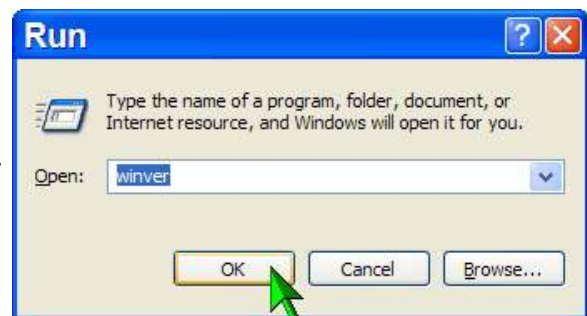 Run
Type the name of a program, folder, document, or
Internet resource, and Windows will open it for you.
Open: winver
OK Cancel Browse...